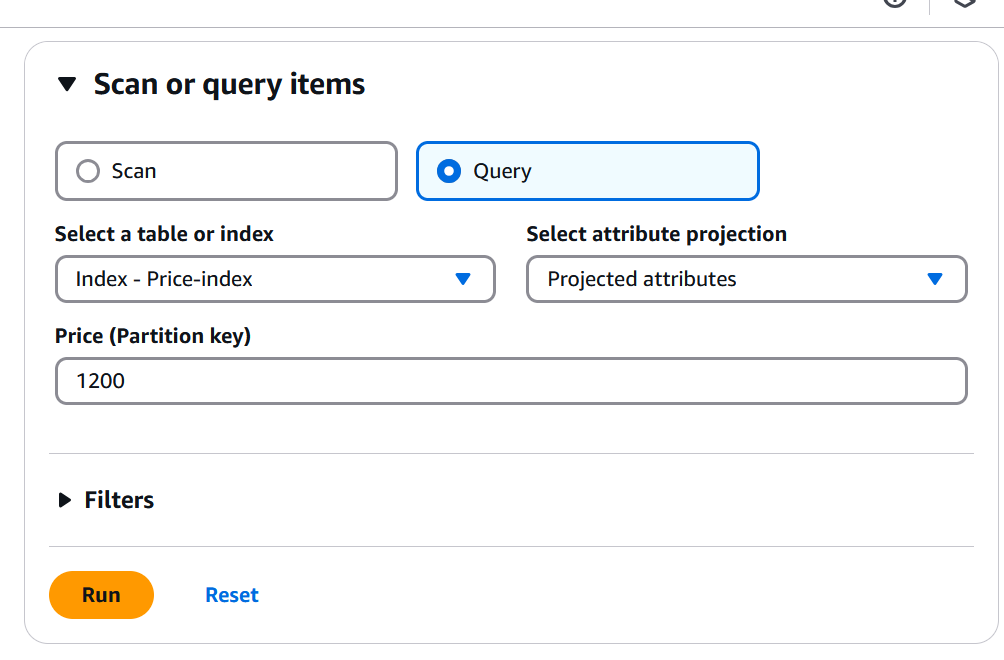 Scan or query items
Scan
Query
Select a table or index
Select attribute projection
Index - Price-index
Projected attributes
Price (Partition key)
1200
Filters
Run
Reset